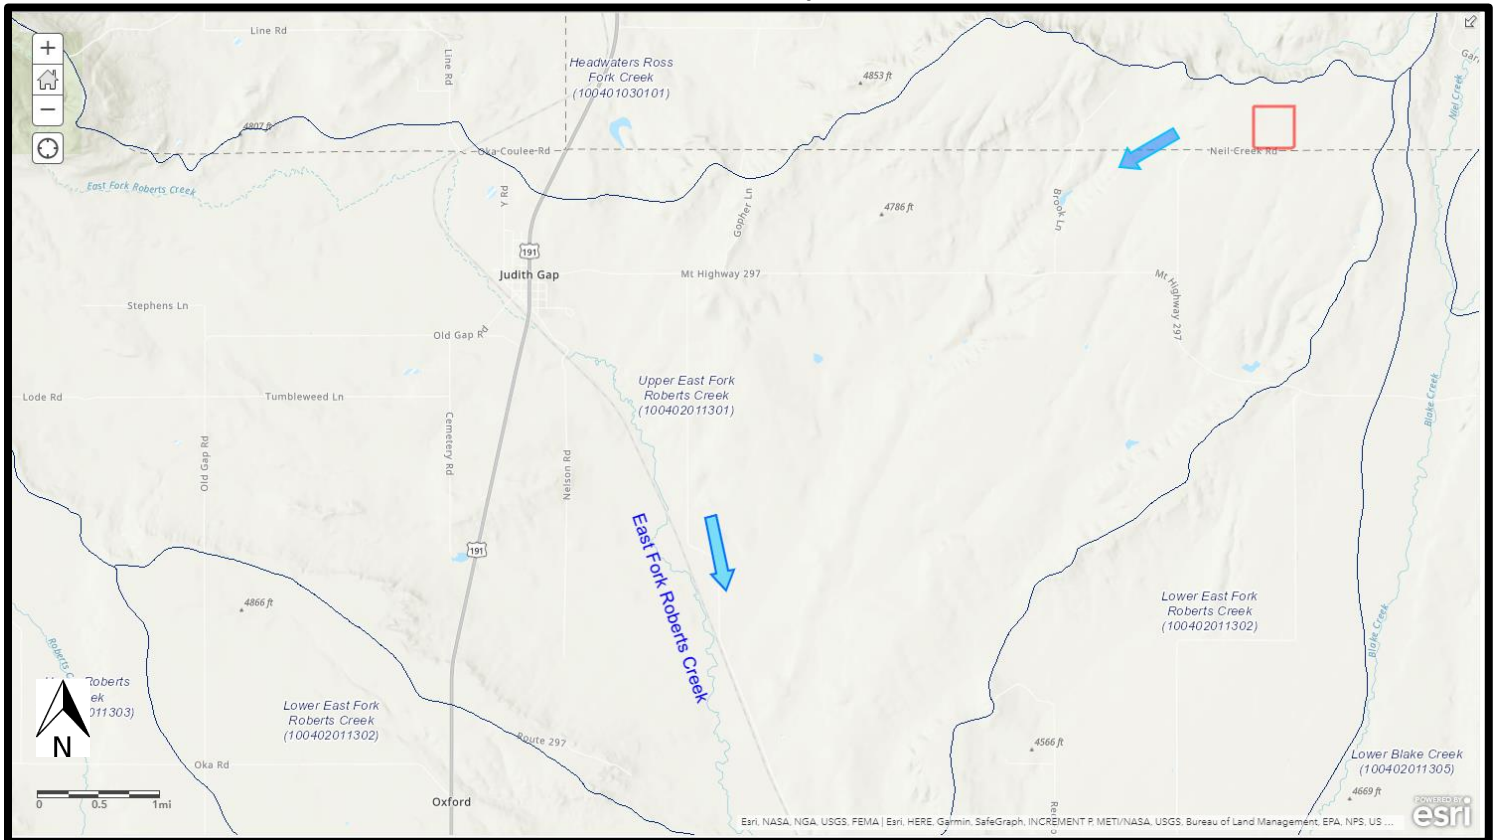 Line Rd
Line Rd
Headwaters Ross
Fork Creek
(100401030101)
4853 ft
Niel Creek
4807 ft
Oka-Coulee-Rd
Neil-Creek Rd
East Fork Roberts Creek
Y Rd
Gopher Ln
4786 ft
Brook Ln
191
Judith Gap
Mt Highway 297
Mt Highway 297
Stephens Ln
Old Gap Rd
Upper East Fork
Roberts Creek
(100402011301)
Lode Rd
Tumbleweed Ln
Blake Creek
Old Gap Rd
Cemetery Rd
Nelson Rd
191
East Fork Roberts Creek
4866 ft
Lower East Fork
Roberts Creek
(100402011302)
Blake Creek
Roberts
Roberts
011303)
N
Lower East Fork
Roberts Creek
(100402011302)
Route 297
4566 ft
Lower Blake Creek
(100402011305)
Oka Rd
4669 ft
0 0.5 1mi
Oxford
POWERED BY
esri
Esri, NASA, NGA, USGS, FEMA | Esri, HERE, Garmin, SafeGraph, INCREMENT P, METI/NASA, USGS, Bureau of Land Management, EPA, NPS, US ...